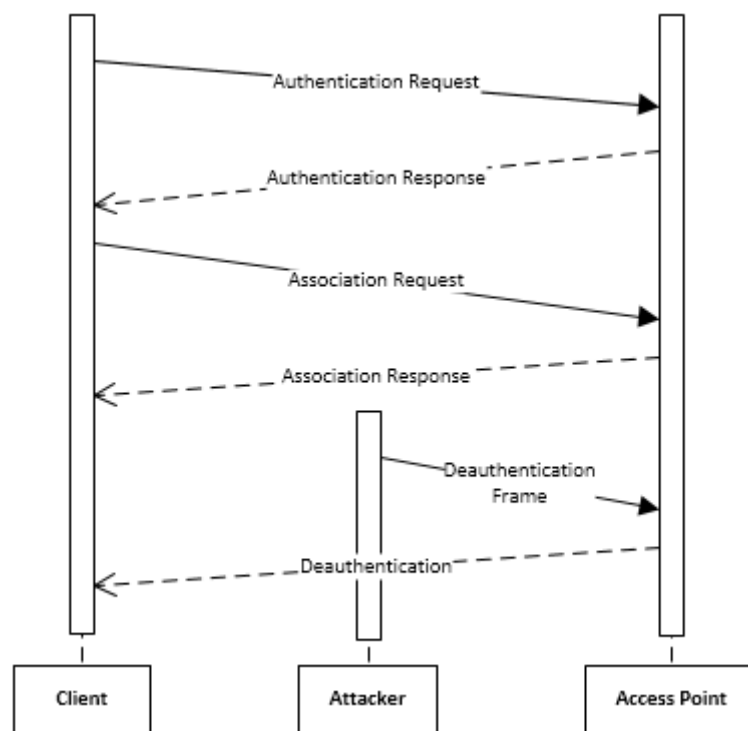 Authentication Request
Authentication Response
Association Request
Association Response
Deauthentication
Frame
Deauthentication
Client
Attacker
Access Point